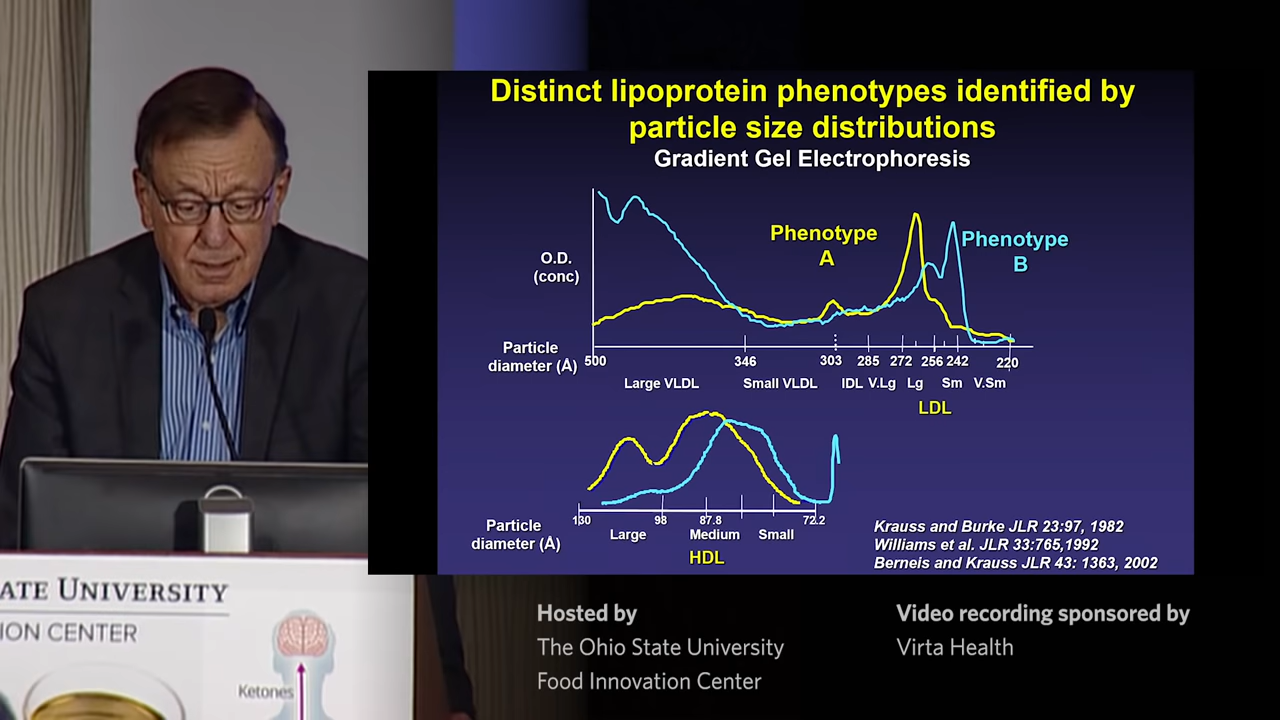 Distinct lipoprotein phenotypes identified by
particle size distributions
Gradient Gel Electrophoresis
O.D.
(conc)
Phenotype
A
Phenotype
B
Particle
diameter (Å)
500 346 303 285 272 256 242 220
Large VLDL Small VLDL IDL V.Lg Lg Sm V.Sm
LDL
Particle
diameter (Å)
130 98 87.8 72.2
Large Medium Small
HDL
Krauss and Burke JLR 23:97, 1982
Williams et al. JLR 33:765,1992
Berneis and Krauss JLR 43: 1363, 2002
ATE UNIVERSITY
ION CENTER
Ketones
Hosted by
The Ohio State University
Food Innovation Center
Video recording sponsored by
Virta Health